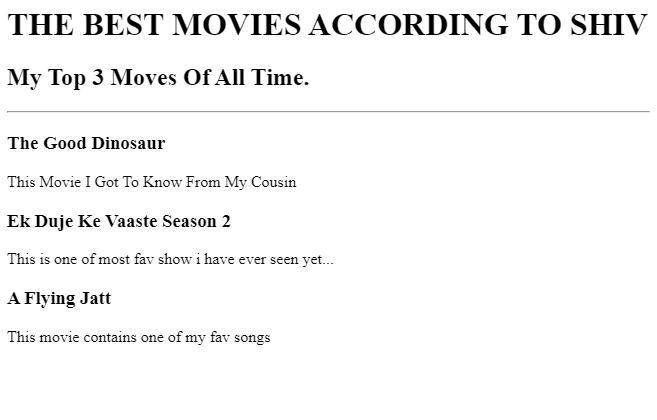 THE BEST MOVIES ACCORDING TO SHIV
My Top 3 Moves Of All Time.
The Good Dinosaur
This Movie I Got To Know From My Cousin
Ek Duje Ke Vaaste Season 2
This is one of most fav show i have ever seen yet...
A Flying Jatt
This movie contains one of my fav songs